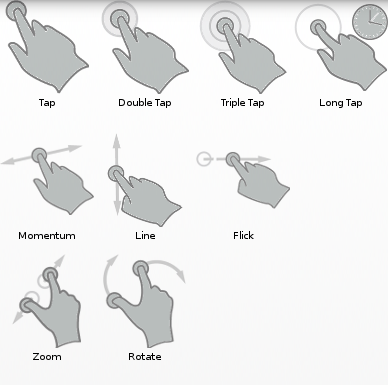 Tap
Double Tap
Triple Tap
Long Tap
Momentum
Line
Flick
Zoom
Rotate